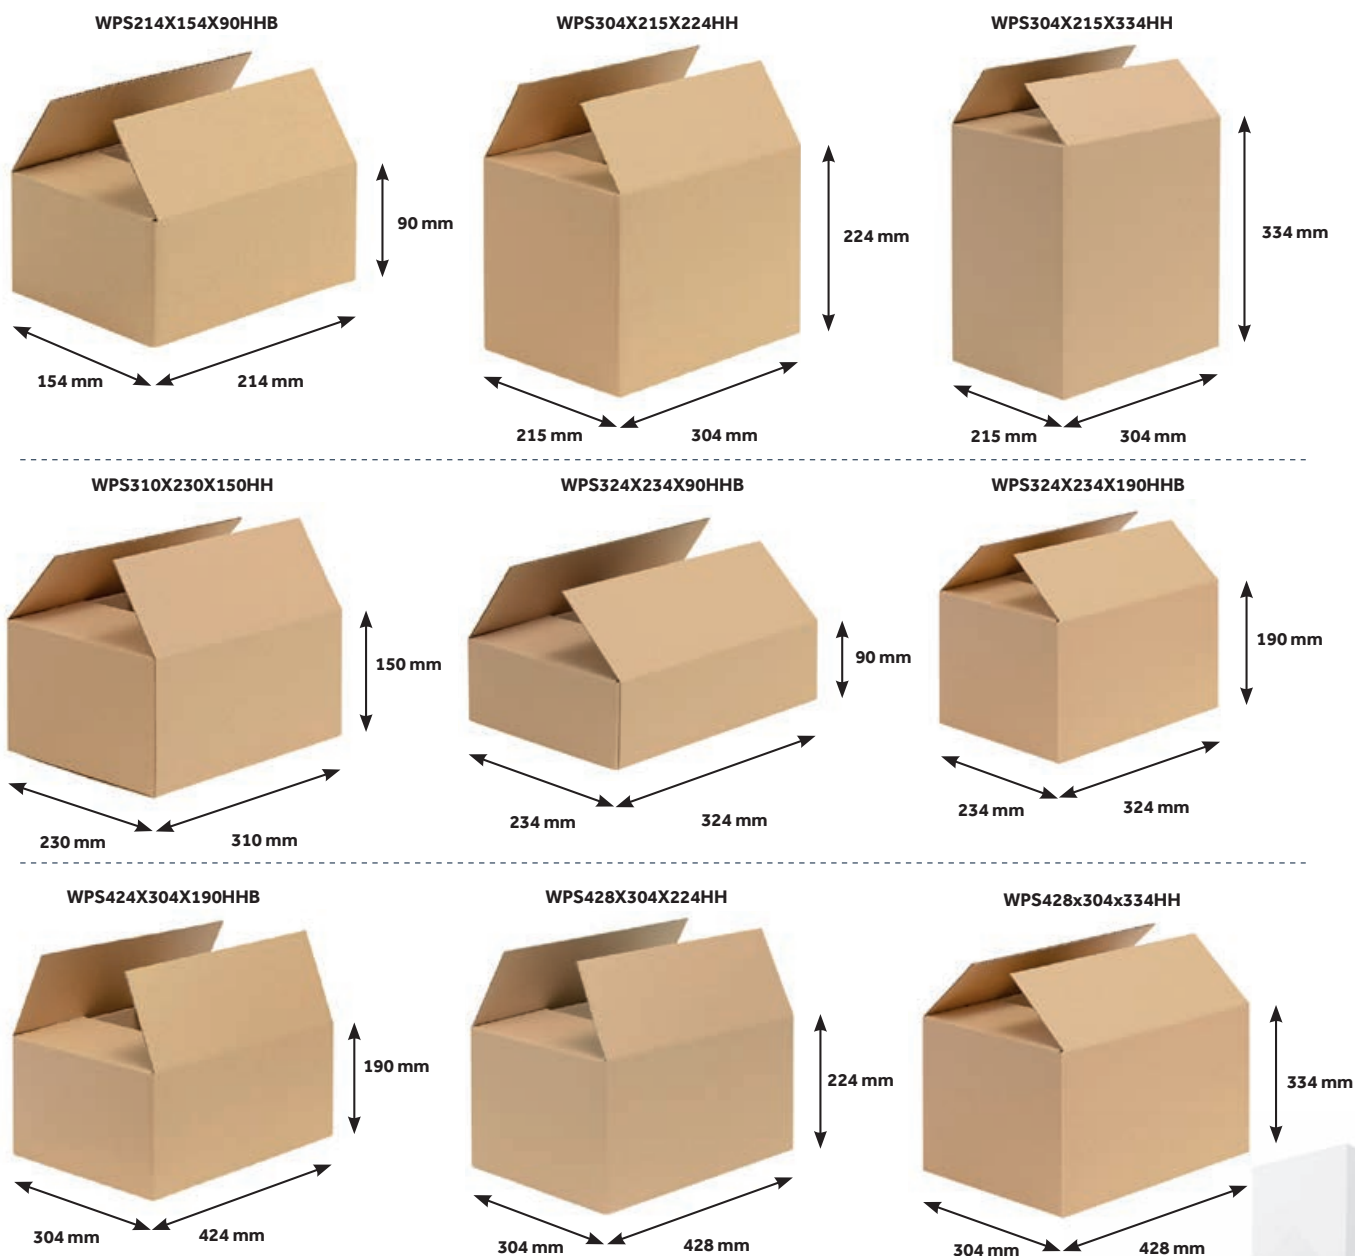 WPS214X154X90HHB
WPS304X215X224HH
WPS304X215X334HH
90 mm
224 mm
334 mm
154 mm
214 mm
215 mm
304 mm
215 mm
304 mm
WPS310X230X150HH
WPS324X234X90HHB
WPS324X234X190HHB
150 mm
90 mm
190 mm
230 mm
310 mm
234 mm
324 mm
234 mm
324 mm
WPS424X304X190HHB
WPS428X304X224HH
WPS428x304x334HH
190 mm
224 mm
334 mm
304 mm
424 mm
304 mm
428 mm
304 mm
428 mm